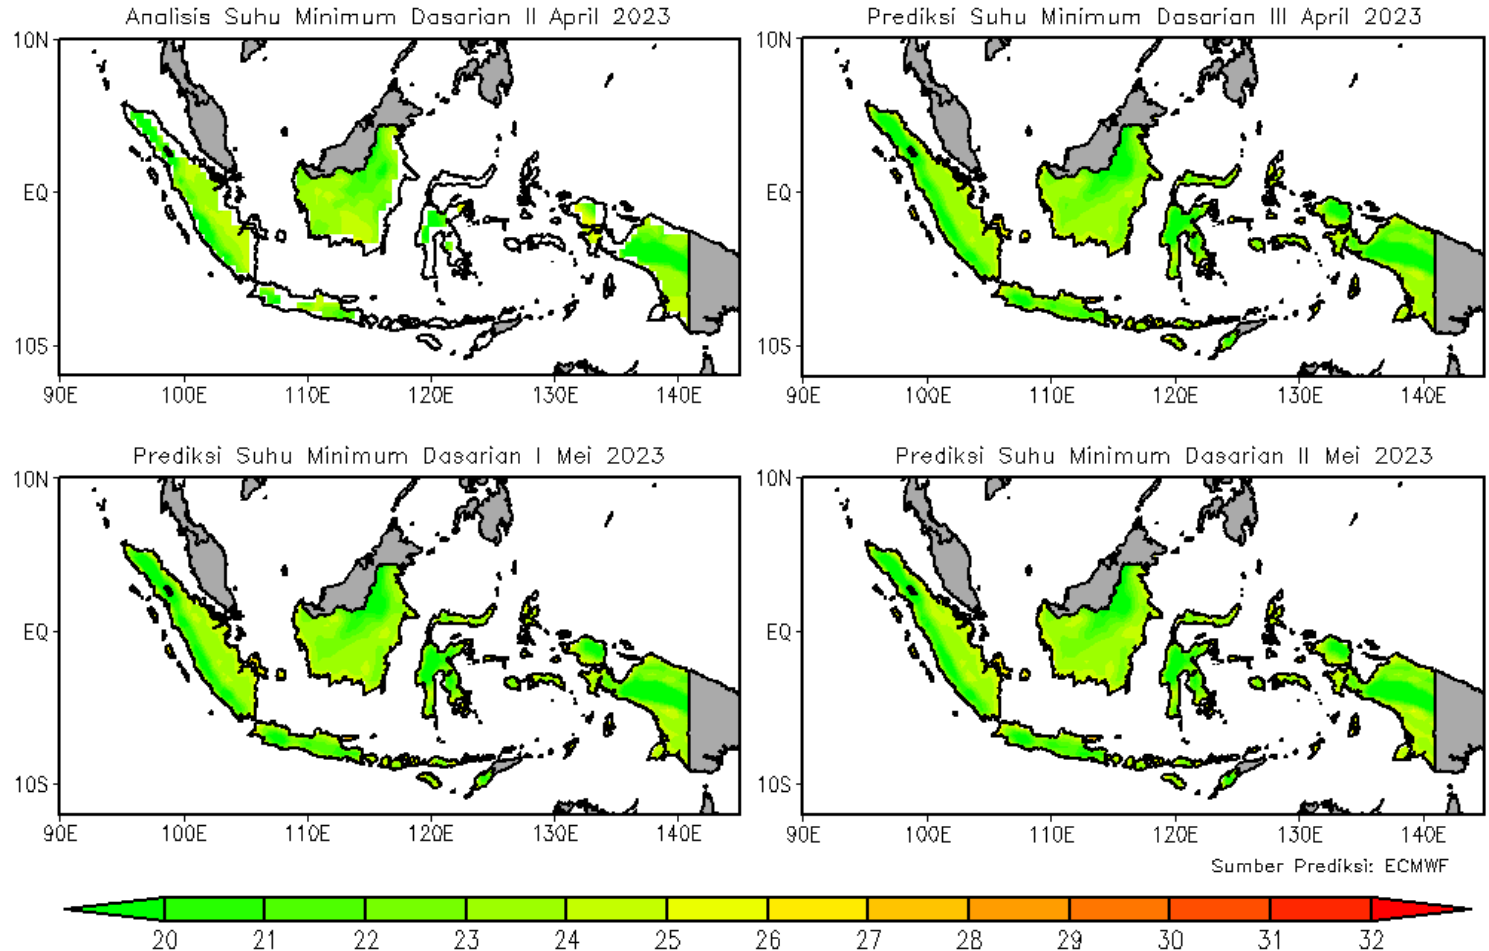 Analisis Suhu Minimum Dasarian II April 2023
Prediksi Suhu Minimum Dasarian III April 2023
10N
EQ
10S
90E 100E 110E 120E 130E 140E
10N
EQ
10S
90E 100E 110E 120E 130E 140E
Prediksi Suhu Minimum Dasarian I Mei 2023
Prediksi Suhu Minimum Dasarian II Mei 2023
10N
EQ
10S
90E 100E 110E 120E 130E 140E
10N
EQ
10S
90E 100E 110E 120E 130E 140E
Sumber Prediksi: ECMWF
20 21 22 23 24 25 26 27 28 29 30 31 32